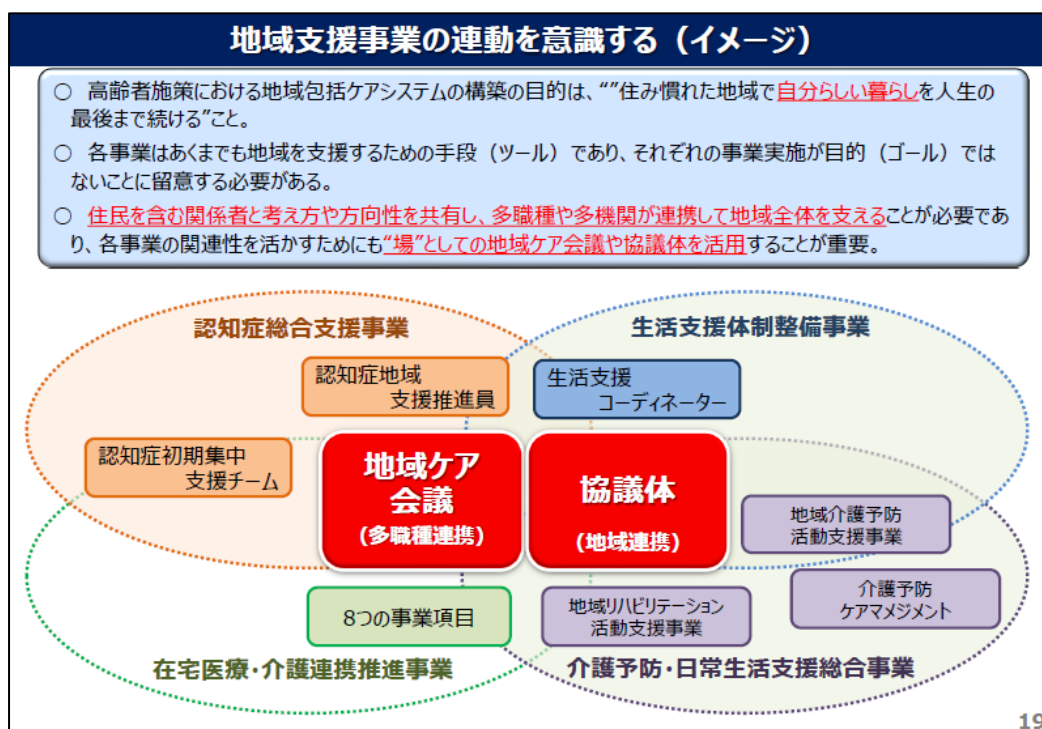 地域支援事業の連動を意識する（イメージ）
○ 高齢者施策における地域包括ケアシステムの構築の目的は、“”住み慣れた地域で自分らしい暮らしを人生の
最後まで続ける”こと。
○ 各事業はあくまでも地域を支援するための手段（ツール）であり、それぞれの事業実施が目的（ゴール）では
ないことに留意する必要がある。
○ 住民を含む関係者と考え方や方向性を共有し、多職種や多機関が連携して地域全体を支えることが必要であ
り、各事業の関連性を活かすためにも“場”としての地域ケア会議や協議体を活用することが重要。
認知症総合支援事業
生活支援体制整備事業
認知症地域
支援推進員
生活支援
コーディネーター
認知症初期集中
支援チーム
地域ケア
会議
(多職種連携)
協議体
(地域連携)
地域介護予防
活動支援事業
介護予防
ケアマメジメント
8つの事業項目
地域リハビリテーション
活動支援事業
在宅医療・介護連携推進事業
介護予防・日常生活支援総合事業
19